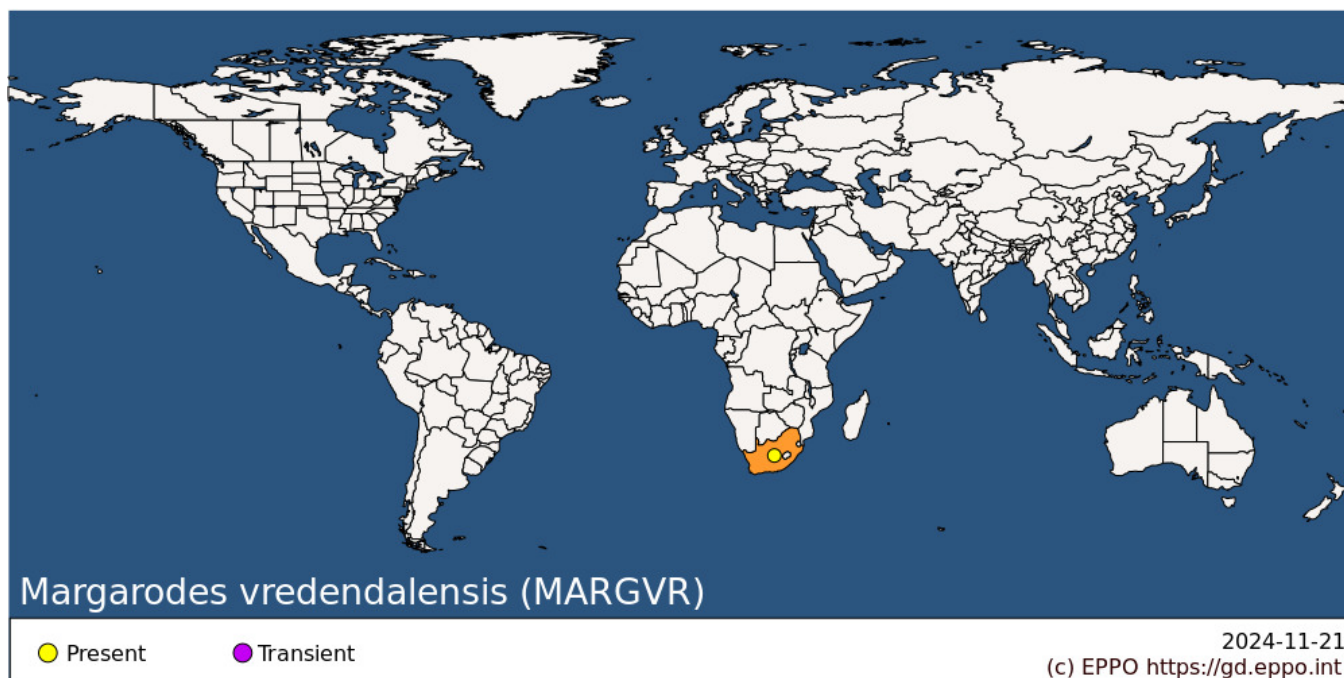 Margarodes vredendalensis (MARGVR)
Present
Transient
2024-11-21
(c) EPPO https://gd.eppo.int